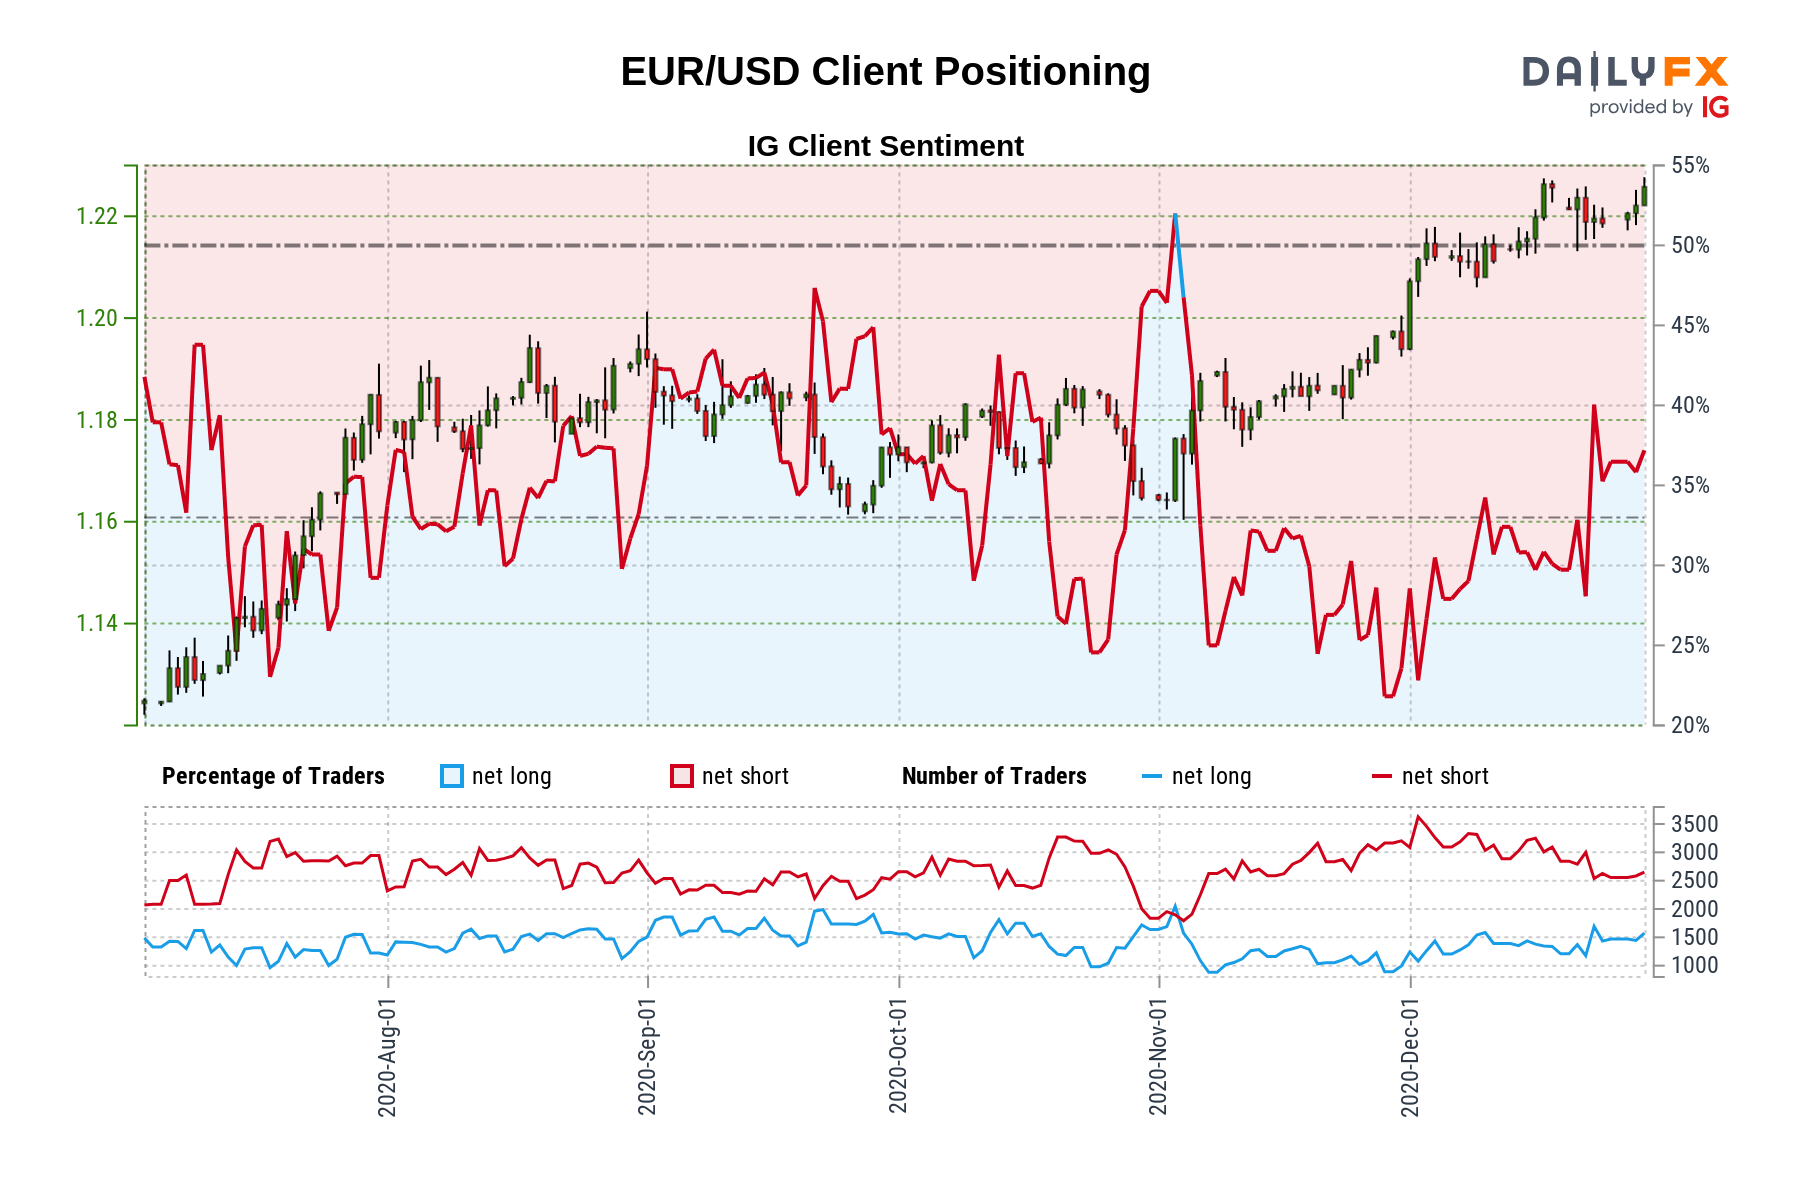 EUR/USD Client Positioning
DAILYFX
provided by IG
IG Client Sentiment
1.22
1.20
1.18
1.16
1.14
55%
50%
45%
40%
35%
30%
25%
20%
Percentage of Traders net long net short Number of Traders net long net short
3500
3000
2500
2000
1500
1000
2020-Aug-01
2020-Sep-01
2020-Oct-01
2020-Nov-01
2020-Dec-01